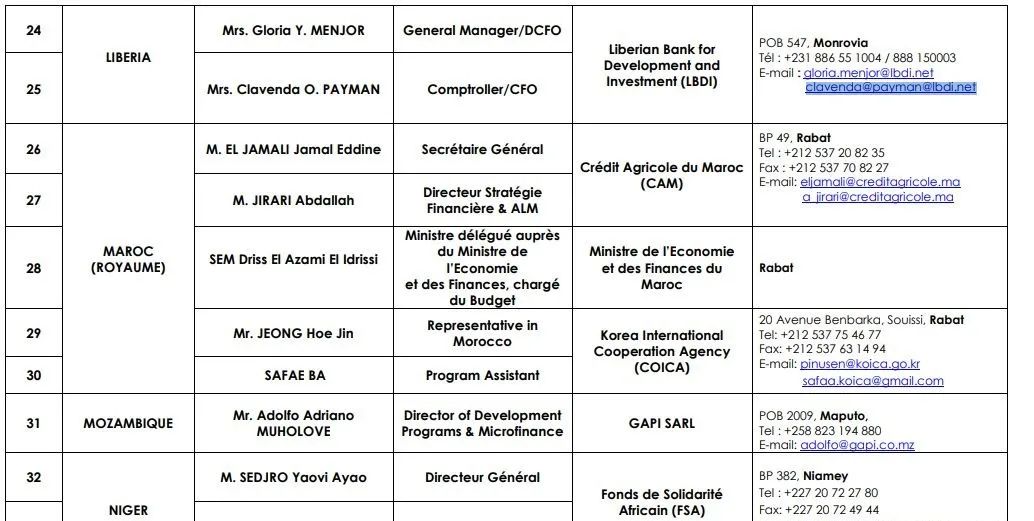 24
LIBERIA
Mrs. Gloria Y. MENJOR
General Manager/DCFO
Liberian Bank for
Development and
Investment (LBDI)
POB 547, Monrovia
Tél : +231 886 55 1004 / 888 150003
E-mail : gloria.menjor@lbdi.net
clavenda@payman@lbdi.net
25
Mrs. Clavenda O. PAYMAN
Comptroller/CFO
26
MAROC
(ROYAUME)
M. EL JAMALI Jamal Eddine
Secrétaire Général
Crédit Agricole du Maroc
(CAM)
BP 49, Rabat
Tel : +212 537 20 82 35
Fax : +212 537 70 82 27
E-mail: eljamali@creditagricole.ma
a_jirari@creditagricole.ma
27
M. JIRARI Abdallah
Directeur Stratégie
Financière & ALM
28
SEM Driss El Azami El Idrissi
Ministre délégué auprès
du Ministre de
l’Economie
et des Finances, chargé
du Budget
Ministre de l’Economie
et des Finances du
Maroc
Rabat
29
Mr. JEONG Hoe Jin
Representative in
Morocco
Korea International
Cooperation Agency
(COICA)
20 Avenue Benbarka, Souissi, Rabat
Tel: +212 537 75 46 77
Fax: +212 537 63 14 94
E-mail: pinusen@koica.go.kr
safaa.koica@gmail.com
30
SAFAE BA
Program Assistant
31
MOZAMBIQUE
Mr. Adolfo Adriano
MUHOLOVE
Director of Development
Programs & Microfinance
GAPI SARL
POB 2009, Maputo,
Tel : +258 823 194 880
E-mail: adolfo@gapi.co.mz
32
NIGER
M. SEDJRO Yaovi Ayao
Directeur Général
Fonds de Solidarité
Africain (FSA)
BP 382, Niamey
Tel : +227 20 72 27 80
Fax: +227 20 72 49 44